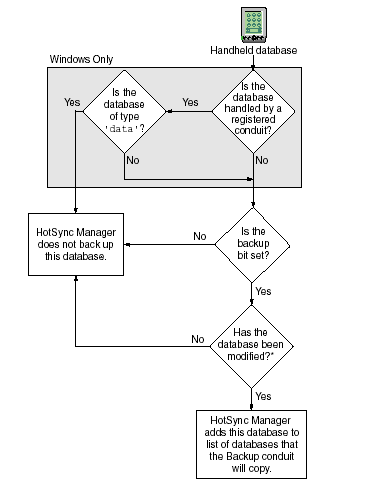 Handheld database
Windows Only
Is the
database
handled by a
registered
conduit?
Yes
Is the
database
of type
'data'?
Yes
No
No
Is the
backup
bit set?
No
HotSync Manager
does not back up
this database.
Yes
Has the
database been
modified?*
No
Yes
HotSync Manager
adds this database to
list of databases that
the Backup conduit
will copy.